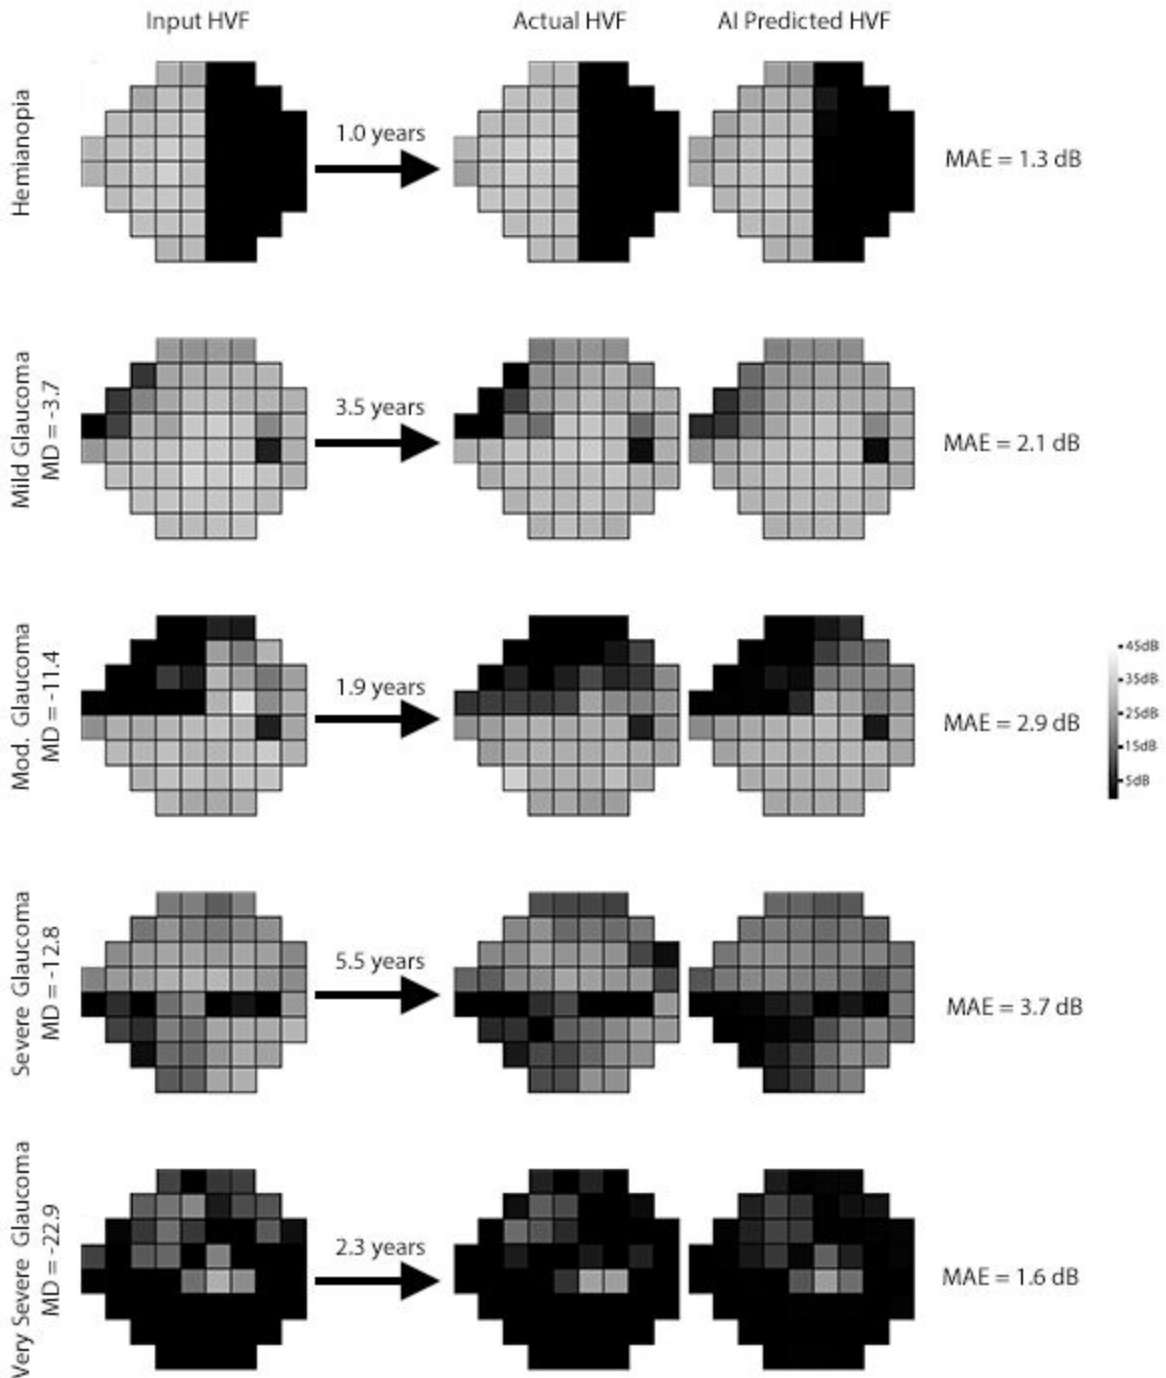 Input HVF
Actual HVF
AI Predicted HVF
Hemianopia
1.0 years
MAE = 1.3 dB
Mild Glaucoma
MD = -3.7
3.5 years
MAE = 2.1 dB
Mod. Glaucoma
MD = -11.4
1.9 years
MAE = 2.9 dB
45dB
35dB
25dB
15dB
5dB
Severe Glaucoma
MD = -12.8
5.5 years
MAE = 3.7 dB
Very Severe Glaucoma
MD = -22.9
2.3 years
MAE = 1.6 dB